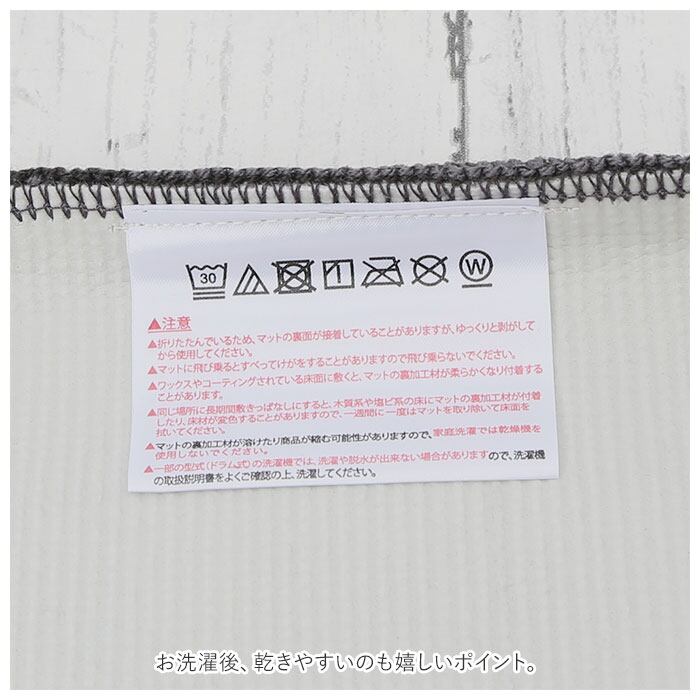 30 W
▲注意
▲折りたたんでいるため、マットの裏面が接着していることがありますが、ゆっくりと剥がして
から使用してください。
▲マットに飛び乗るとすべってけがをすることがありますので飛び乗らないでください。
▲ワックスやコーティングされている床面に敷くと、マットの裏加工材が柔らかくなり付着する
ことがあります。
▲同じ場所に長期間敷きっぱなしにすると、木質系や塩ビ系の床にマットの裏加工材が付着
したり、床材が変色することがありますので、一週間に一度はマットを取り除いて床面を
拭いてください。
▲マットの裏加工材が溶けたり商品が縮む可能性がありますので、家庭洗濯では乾燥機を
使用しないでください。
▲一部の型式(ドラム式)の洗濯機では、洗濯や脱水が出来ない場合がありますので、洗濯機
の取扱説明書をよくご確認の上、洗濯してください。
お洗濯後、乾きやすいのも嬉しいポイント。